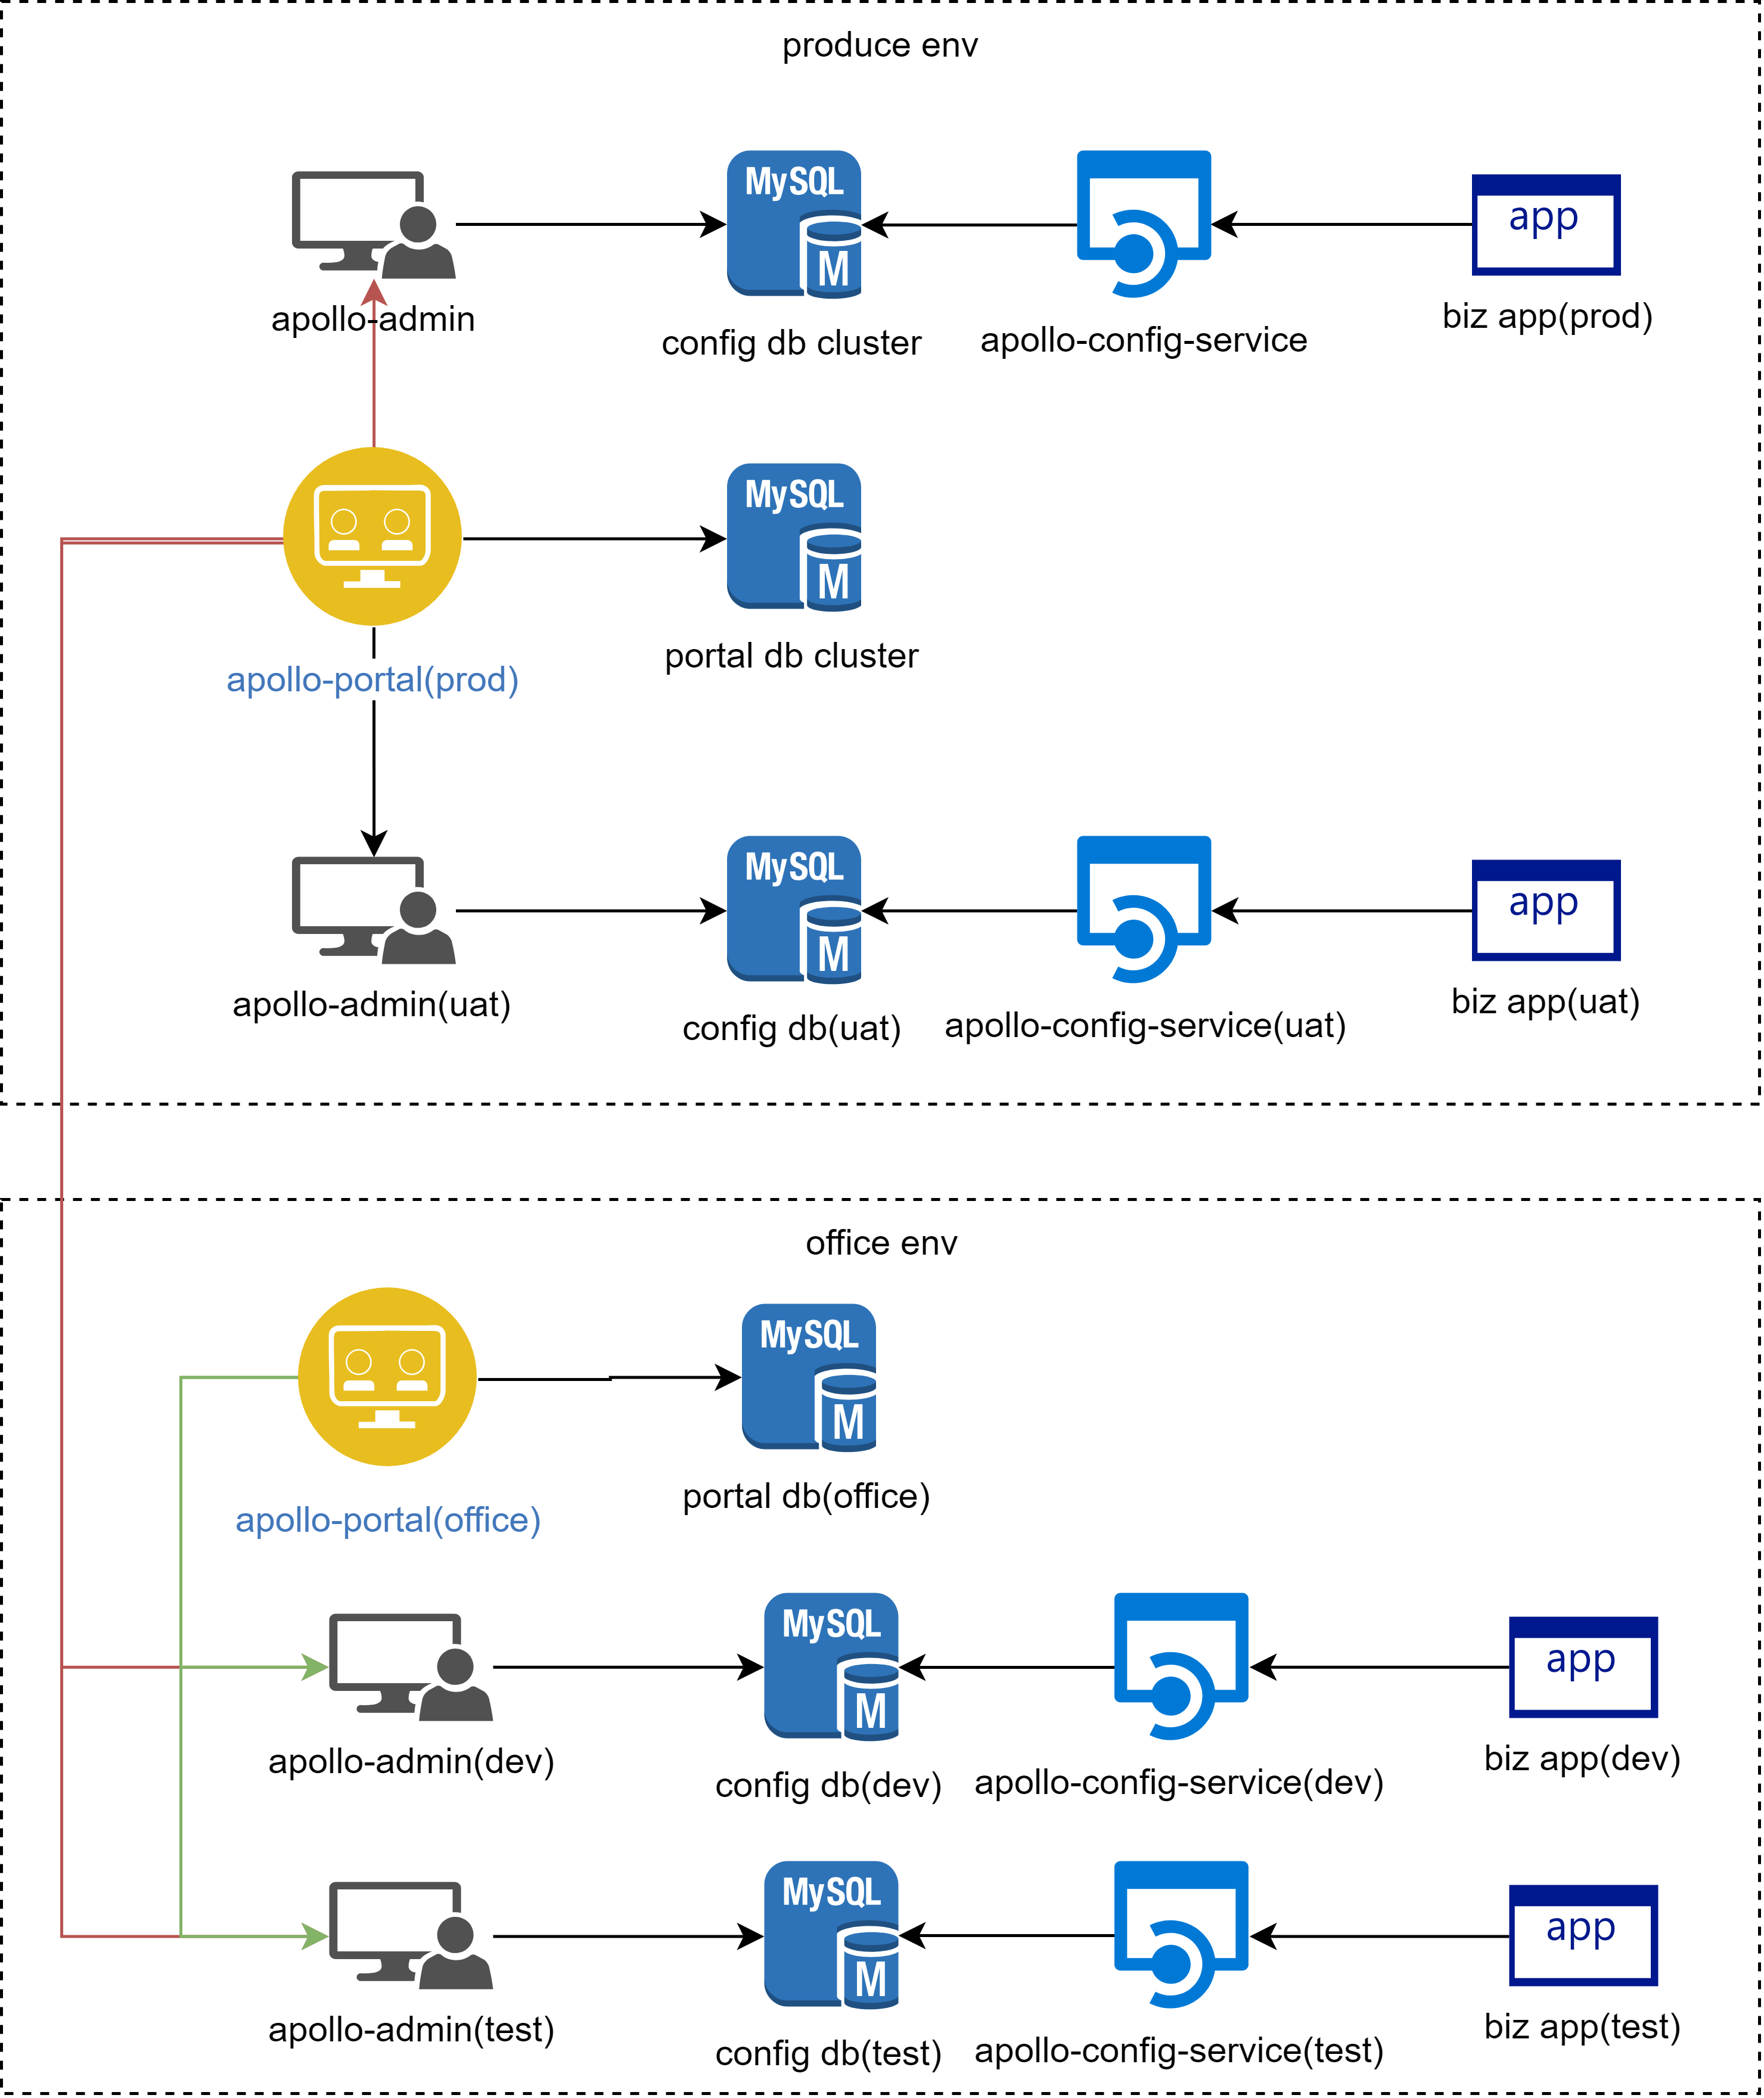 produce env
MySQL
M
app
apollo-admin
config db cluster
apollo-config-service
biz app(prod)
MySQL
M
apollo-portal(prod)
portal db cluster
MySQL
M
app
apollo-admin(uat)
config db(uat)
apollo-config-service(uat)
biz app(uat)
office env
MySQL
M
apollo-portal(office)
portal db(office)
MySQL
M
app
apollo-admin(dev)
config db(dev)
apollo-config-service(dev)
biz app(dev)
MySQL
M
app
apollo-admin(test)
config db(test)
apollo-config-service(test)
biz app(test)